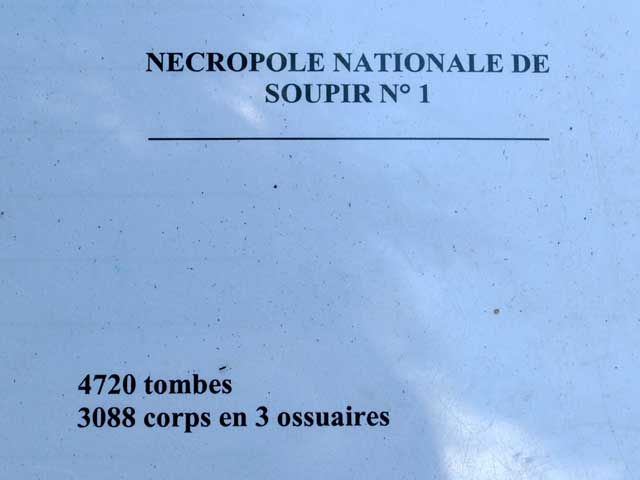 NECROPOLE NATIONALE DE
SOUPIR N° 1
4720 tombes
3088 corps en 3 ossuaires